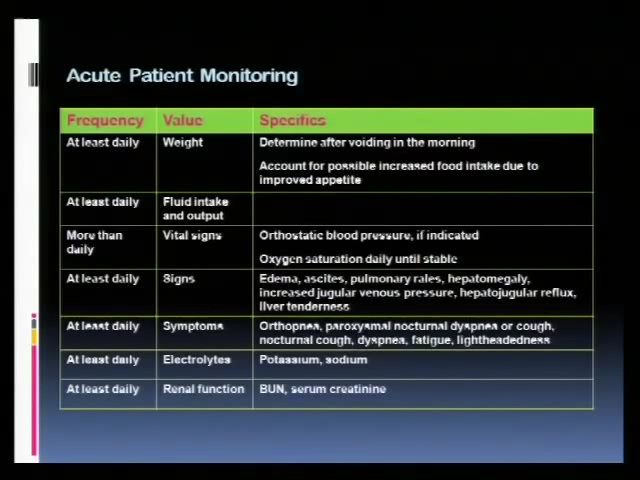 Acute Patient Monitoring
Frequency Value Specifics
At least daily Weight Determine after voiding in the morning
Account for possible increased food intake due to
improved appetite
At least daily Fluid intake
and output
More than
daily
Vital signs Orthostatic blood pressure, if indicated
Oxygen saturation daily until stable
At least daily Signs Edema, ascites, pulmonary rales, hepatomegaly,
increased jugular venous pressure, hepatojugular reflux,
liver tenderness
At least daily Symptoms Orthopnea, paroxysmal nocturnal dyspnea or cough,
nocturnal cough, dyspnea, fatigue, lightheadedness
At least daily Electrolytes Potassium, sodium
At least daily Renal function BUN, serum creatinine